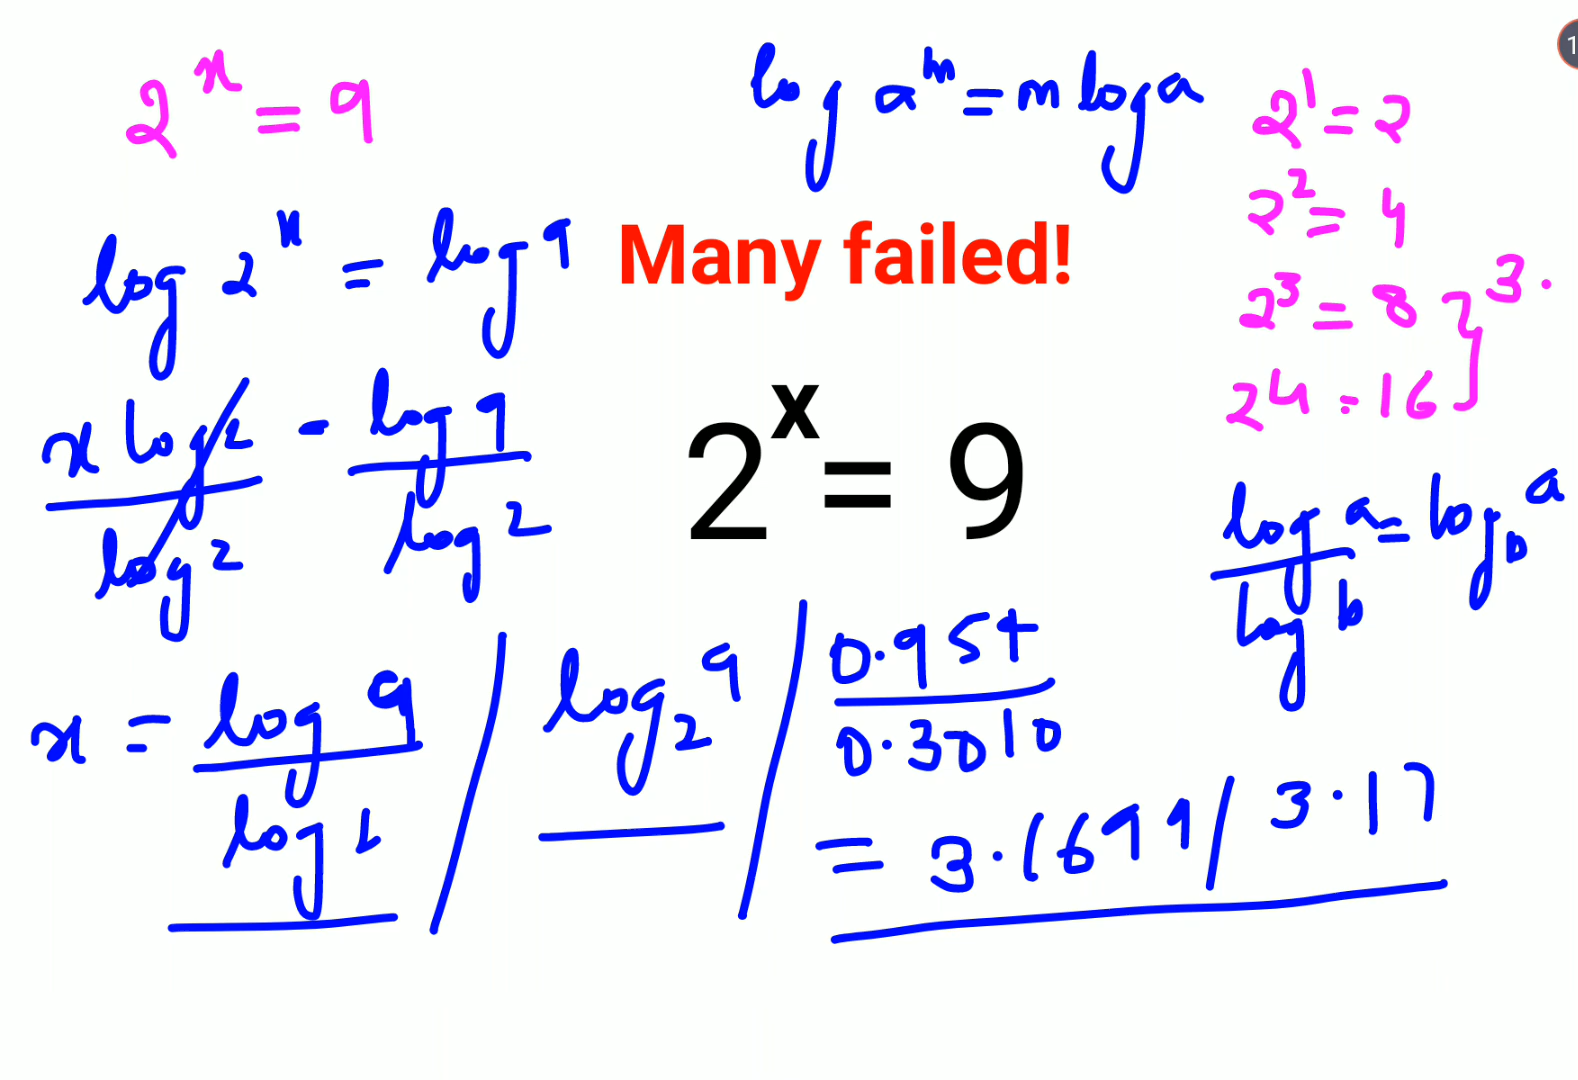 2^x = 9
log 2^x = log 9
x log 2 / log 2 = log 9 / log 2
x = log 9 / log 2
log_2 9
0.954 / 0.3010
= 3.1699 / 3.17
log a^m = m log a
Many failed!
2^x = 9
2^1 = 2
2^2 = 4
2^3 = 8
2^4 = 16
} 3.
log a / log b = log_b a
1